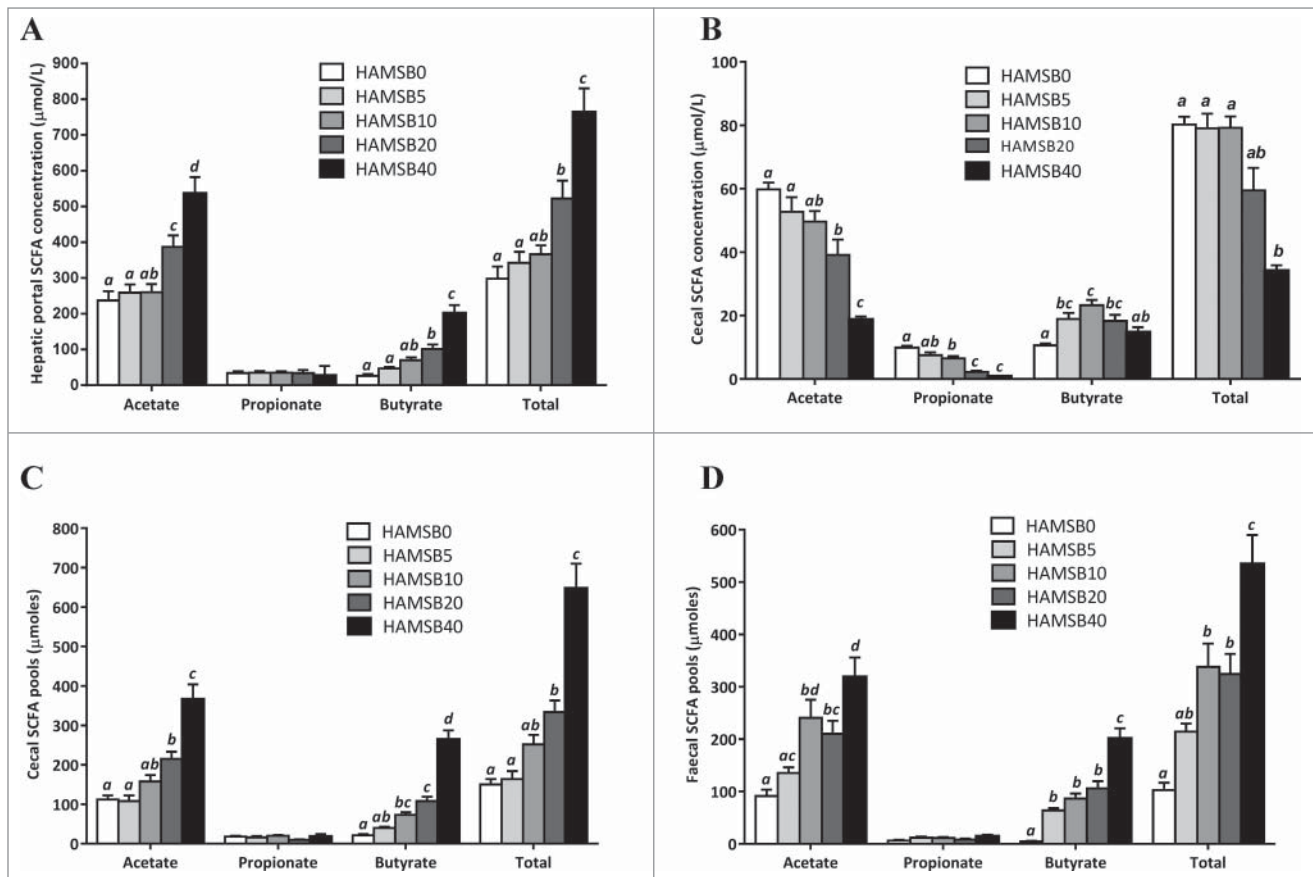 A
Hepatic portal SCFA concentration (μmol/L)
900
800
700
600
500
400
300
200
100
0
HAMSB0
HAMSB5
HAMSB10
HAMSB20
HAMSB40
a a ab c d
a a ab b c
a a ab b c
Acetate Propionate Butyrate Total
B
Cecal SCFA concentration (μmol/L)
100
80
60
40
20
0
HAMSB0
HAMSB5
HAMSB10
HAMSB20
HAMSB40
a a ab b c
a ab b c c
a bc c bc ab
a a a ab b
Acetate Propionate Butyrate Total
C
Cecal SCFA pools (μmoles)
800
700
600
500
400
300
200
100
0
HAMSB0
HAMSB5
HAMSB10
HAMSB20
HAMSB40
a a ab b c
a ab bc c d
a a ab b c
Acetate Propionate Butyrate Total
D
Faecal SCFA pools (μmoles)
600
500
400
300
200
100
0
HAMSB0
HAMSB5
HAMSB10
HAMSB20
HAMSB40
a ac bd bc d
a b b b c
a ab b b c
Acetate Propionate Butyrate Total